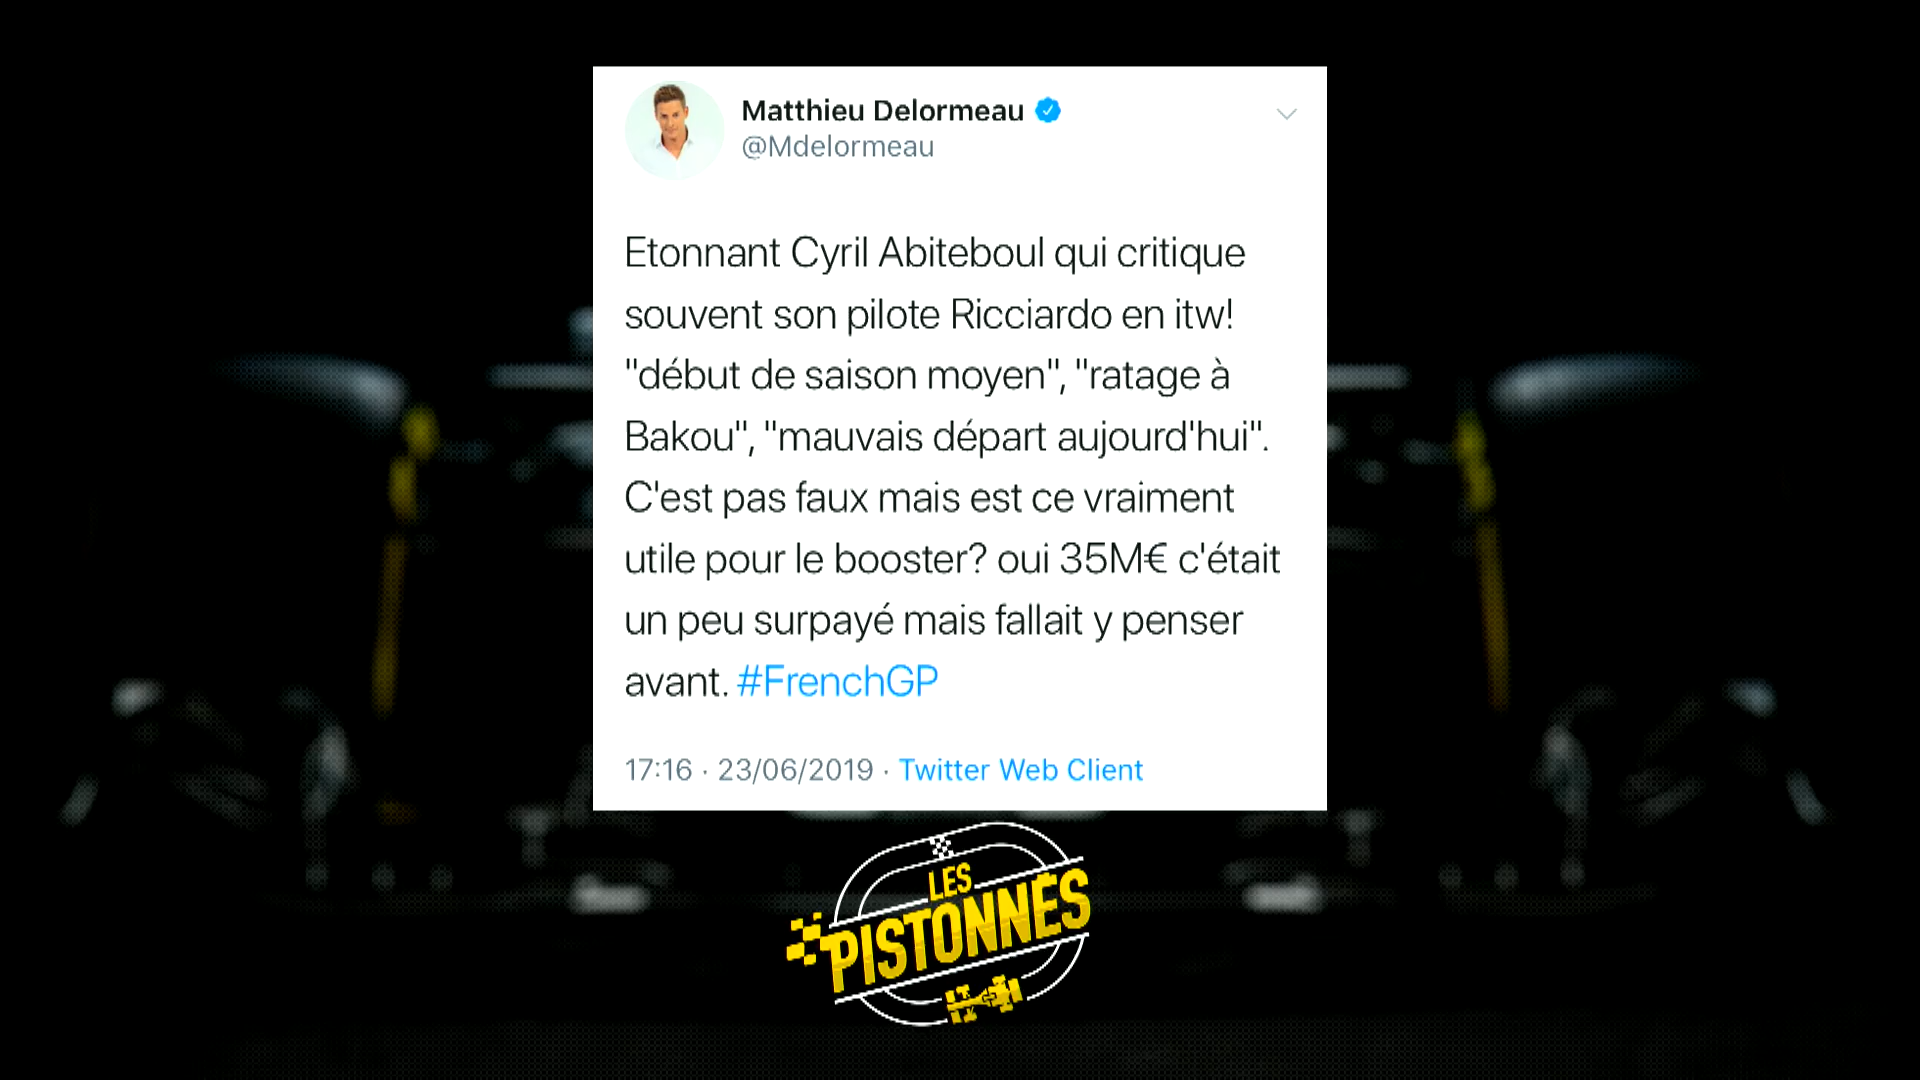 Matthieu Delormeau
@Mdelormeau
Etonnant Cyril Abiteboul qui critique
souvent son pilote Ricciardo en itw!
"début de saison moyen", "ratage à
Bakou", "mauvais départ aujourd'hui".
C'est pas faux mais est ce vraiment
utile pour le booster? oui 35M€ c'était
un peu surpayé mais fallait y penser
avant. #FrenchGP
17:16 · 23/06/2019 · Twitter Web Client
LES
PISTONNÉS